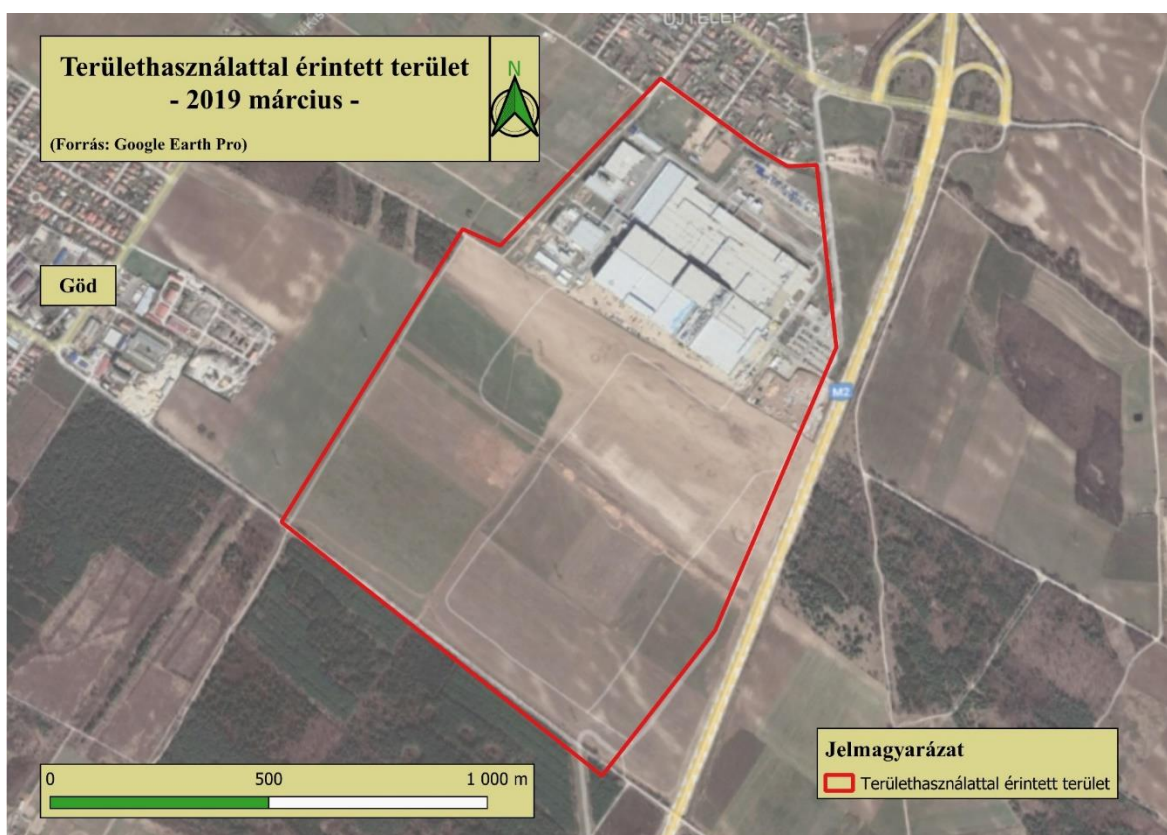 ÚJTELEP
Területhasználattal érintett terület
- 2019 március -
(Forrás: Google Earth Pro)
N
Göd
M2
0 500 1 000 m
Jelmagyarázat
Területhasználattal érintett terület